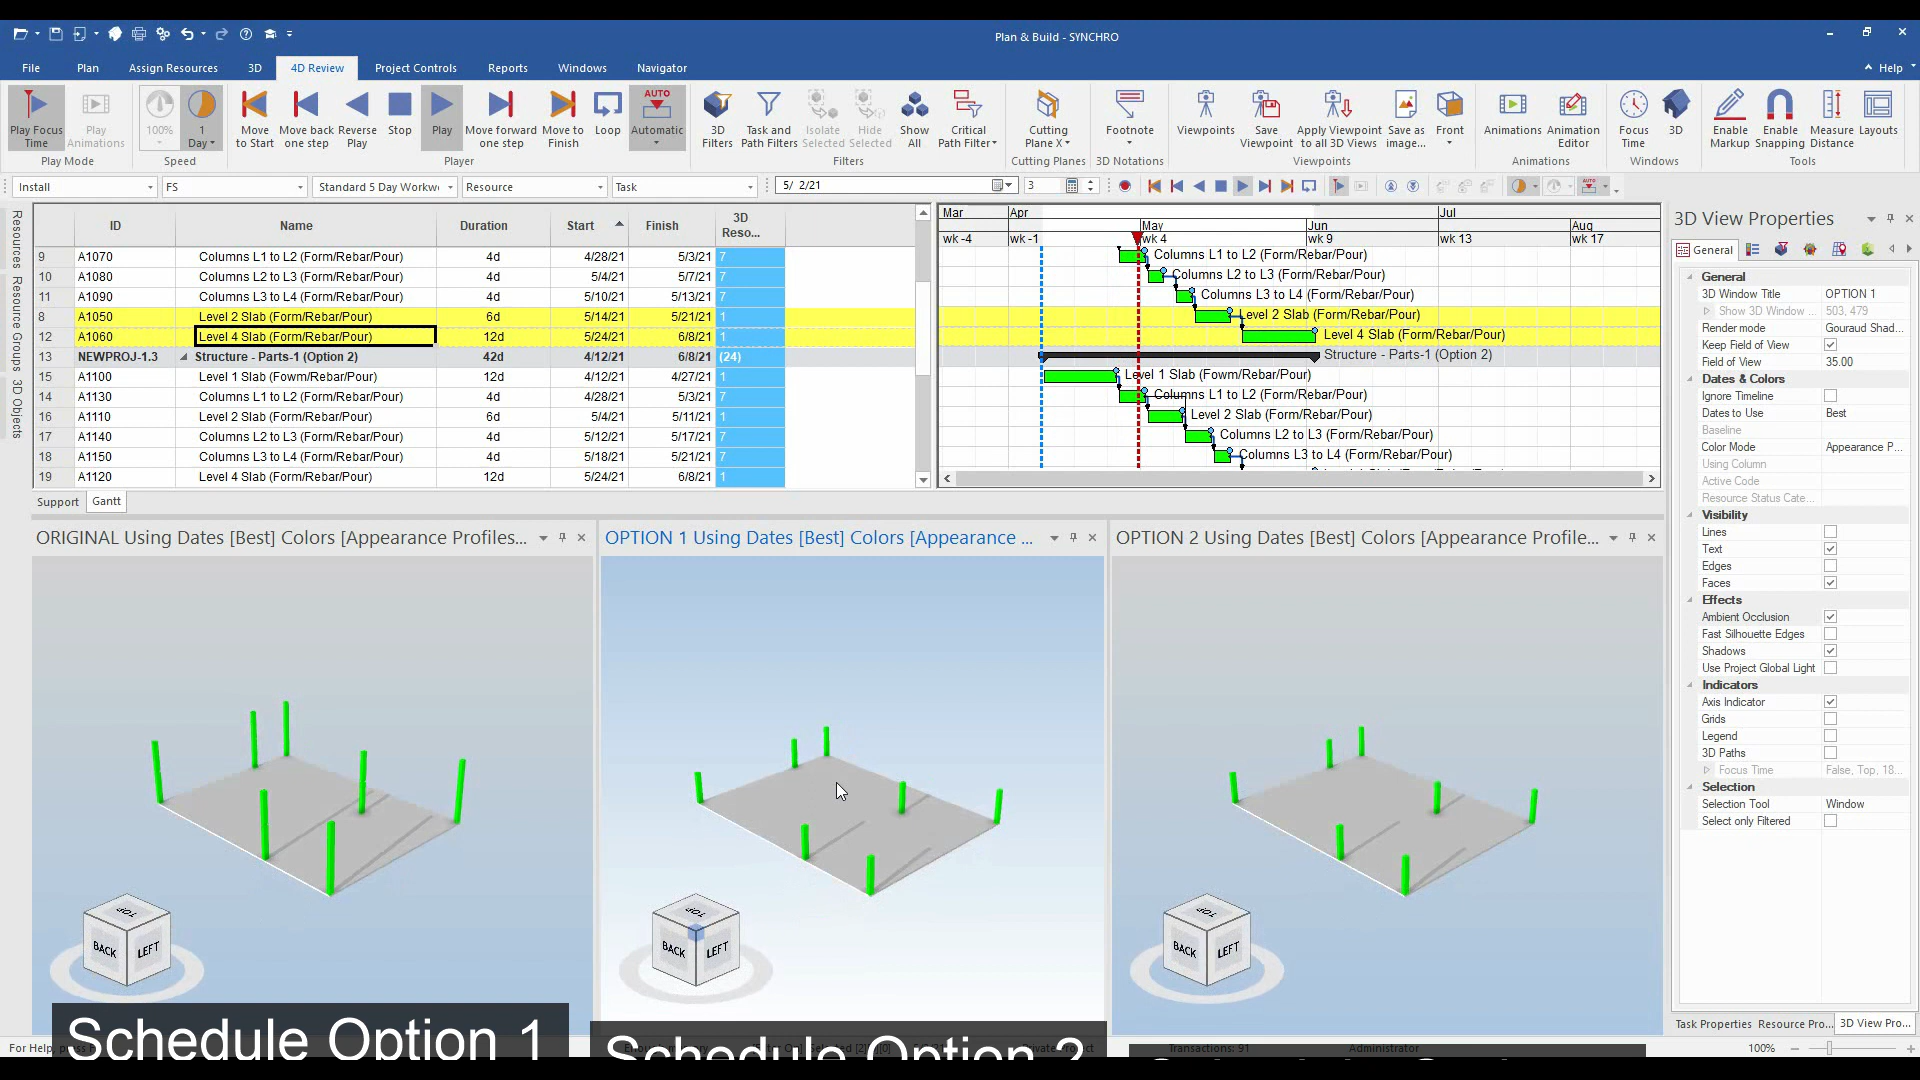 Plan & Build - SYNCHRO
File Plan Assign Resources 3D 4D Review Project Controls Reports Windows Navigator Help
Play Focus Time Play Animations 100% 1 Day Move to Start Move back one step Reverse Play Stop Play Move forward one step Move to Finish Loop AUTO Automatic 3D Filters Task and Path Filters Isolate Selected Hide Selected Show All Critical Path Filter Cutting Plane X Footnote Viewpoints Save Viewpoint Apply Viewpoint to all 3D Views Save as image... Front Animations Animation Editor Focus Time 3D Enable Markup Enable Snapping Measure Distance Layouts
Play Mode Speed Player Filters Cutting Planes 3D Notations Viewpoints Animations Windows Tools
Install FS Standard 5 Day Workw Resource Task 5/ 2/21 3
Resources
Resource Groups
3D Objects
ID Name Duration Start Finish 3D Reso...
9 A1070 Columns L1 to L2 (Form/Rebar/Pour) 4d 4/28/21 5/3/21 7
10 A1080 Columns L2 to L3 (Form/Rebar/Pour) 4d 5/4/21 5/7/21 7
11 A1090 Columns L3 to L4 (Form/Rebar/Pour) 4d 5/10/21 5/13/21 7
8 A1050 Level 2 Slab (Form/Rebar/Pour) 6d 5/14/21 5/21/21 1
12 A1060 Level 4 Slab (Form/Rebar/Pour) 12d 5/24/21 6/8/21 1
13 NEWPROJ-1.3 Structure - Parts-1 (Option 2) 42d 4/12/21 6/8/21 (24)
15 A1100 Level 1 Slab (Fowm/Rebar/Pour) 12d 4/12/21 4/27/21 1
14 A1130 Columns L1 to L2 (Form/Rebar/Pour) 4d 4/28/21 5/3/21 7
16 A1110 Level 2 Slab (Form/Rebar/Pour) 6d 5/4/21 5/11/21 1
17 A1140 Columns L2 to L3 (Form/Rebar/Pour) 4d 5/12/21 5/17/21 7
18 A1150 Columns L3 to L4 (Form/Rebar/Pour) 4d 5/18/21 5/21/21 7
19 A1120 Level 4 Slab (Form/Rebar/Pour) 12d 5/24/21 6/8/21 1
Support Gantt
Mar Apr May Jun Jul Aug
wk -4 wk -1 wk 4 wk 9 wk 13 wk 17
Columns L1 to L2 (Form/Rebar/Pour)
Columns L2 to L3 (Form/Rebar/Pour)
Columns L3 to L4 (Form/Rebar/Pour)
Level 2 Slab (Form/Rebar/Pour)
Level 4 Slab (Form/Rebar/Pour)
Structure - Parts-1 (Option 2)
Level 1 Slab (Fowm/Rebar/Pour)
Columns L1 to L2 (Form/Rebar/Pour)
Level 2 Slab (Form/Rebar/Pour)
Columns L2 to L3 (Form/Rebar/Pour)
Columns L3 to L4 (Form/Rebar/Pour)
ORIGINAL Using Dates [Best] Colors [Appearance Profiles...
OPTION 1 Using Dates [Best] Colors [Appearance ...
OPTION 2 Using Dates [Best] Colors [Appearance Profile...
TOP BACK LEFT
TOP BACK LEFT
TOP BACK LEFT
Schedule Option 1
Schedule Option 2
For Help, press
Transactions: 91 Administrator
3D View Properties
General
General
3D Window Title OPTION 1
Show 3D Window ... 503, 479
Render mode Gouraud Shad...
Keep Field of View
Field of View 35.00
Dates & Colors
Ignore Timeline
Dates to Use Best
Baseline
Color Mode Appearance P...
Using Column
Active Code
Resource Status Cate...
Visibility
Lines
Text
Edges
Faces
Effects
Ambient Occlusion
Fast Silhouette Edges
Shadows
Use Project Global Light
Indicators
Axis Indicator
Grids
Legend
3D Paths
Focus Time False, Top, 18...
Selection
Selection Tool Window
Select only Filtered
Task Properties Resource Pro... 3D View Pro...
100%